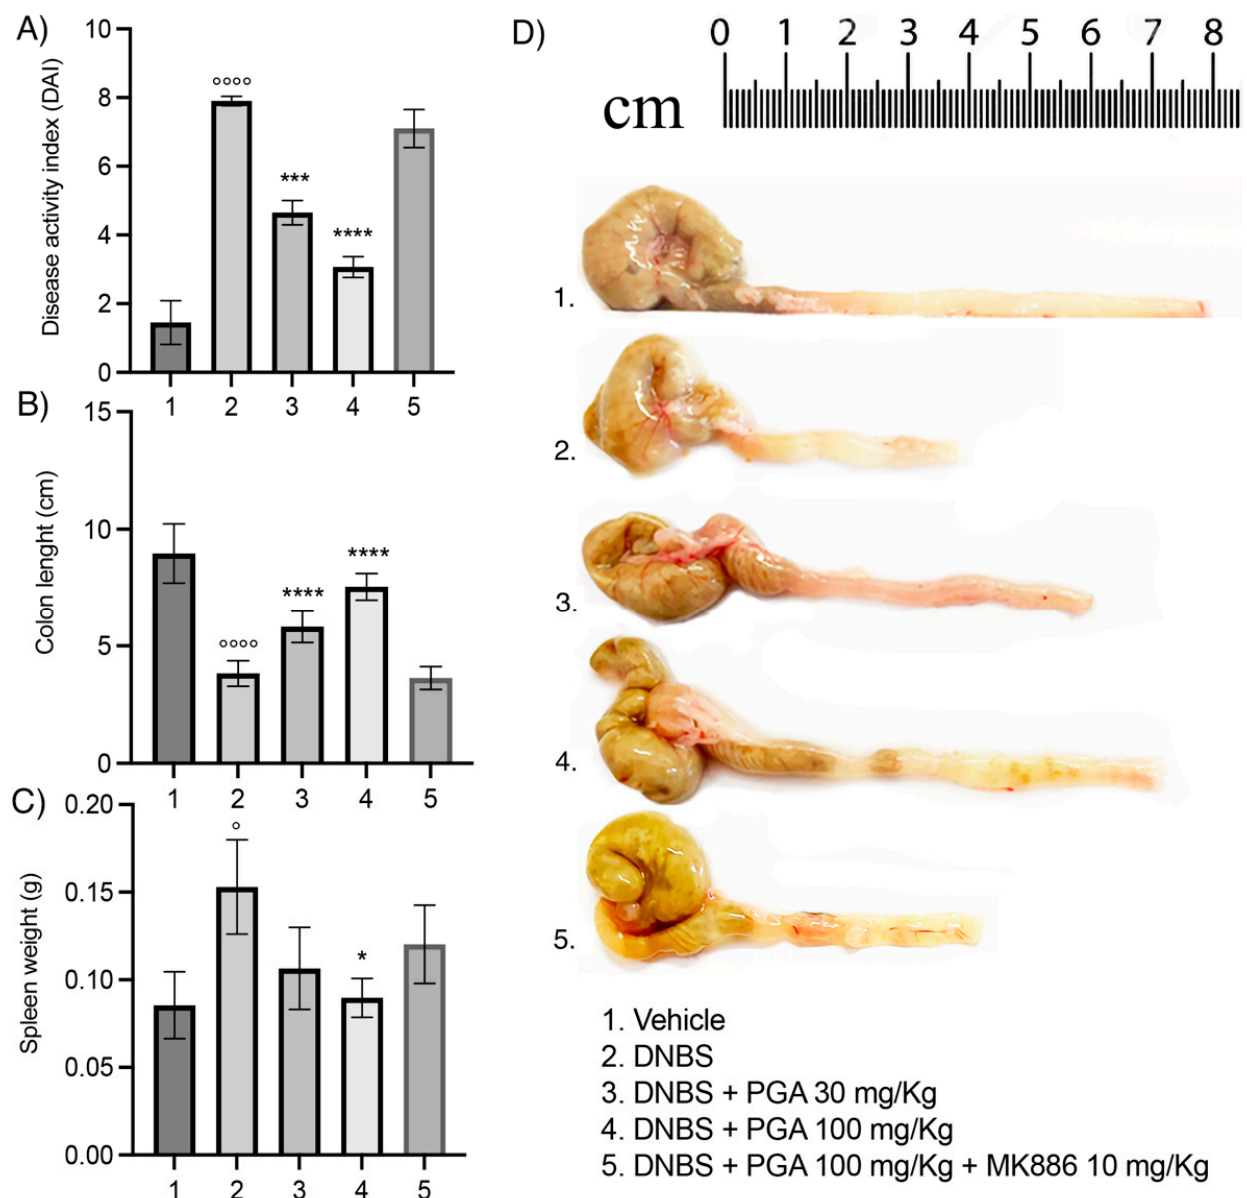 A)
Disease activity index (DAI)
10
8
6
4
2
0
°°°°
***
****
1 2 3 4 5
B)
Colon lenght (cm)
15
10
5
0
°°°°
****
****
1 2 3 4 5
C)
Spleen weight (g)
0.20
0.15
0.10
0.05
0.00
°
*
1 2 3 4 5
D)
0 1 2 3 4 5 6 7 8
cm
1.
2.
3.
4.
5.
1. Vehicle
2. DNBS
3. DNBS + PGA 30 mg/Kg
4. DNBS + PGA 100 mg/Kg
5. DNBS + PGA 100 mg/Kg + MK886 10 mg/Kg